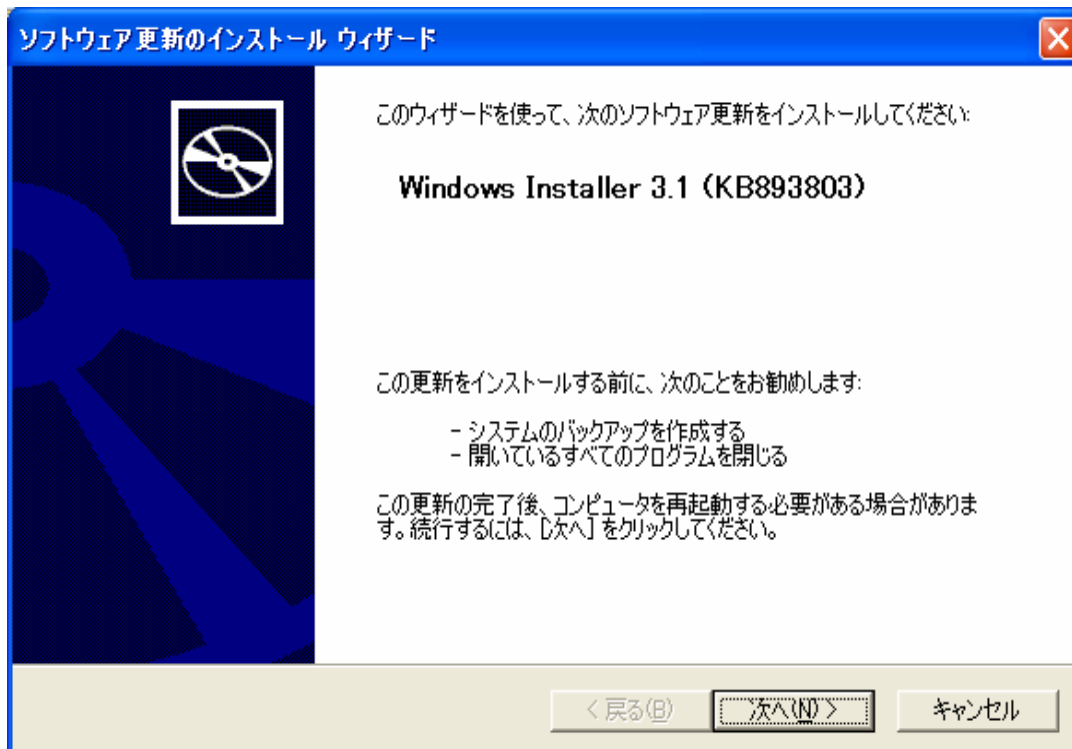 ソフトウェア更新のインストール ウィザード
このウィザードを使って、次のソフトウェア更新をインストールしてください:
Windows Installer 3.1 (KB893803)
この更新をインストールする前に、次のことをお勧めします:
- システムのバックアップを作成する
- 開いているすべてのプログラムを閉じる
この更新の完了後、コンピュータを再起動する必要がある場合がありま
す。続行するには、[次へ] をクリックしてください。
< 戻る(B)
次へ(N) >
キャンセル